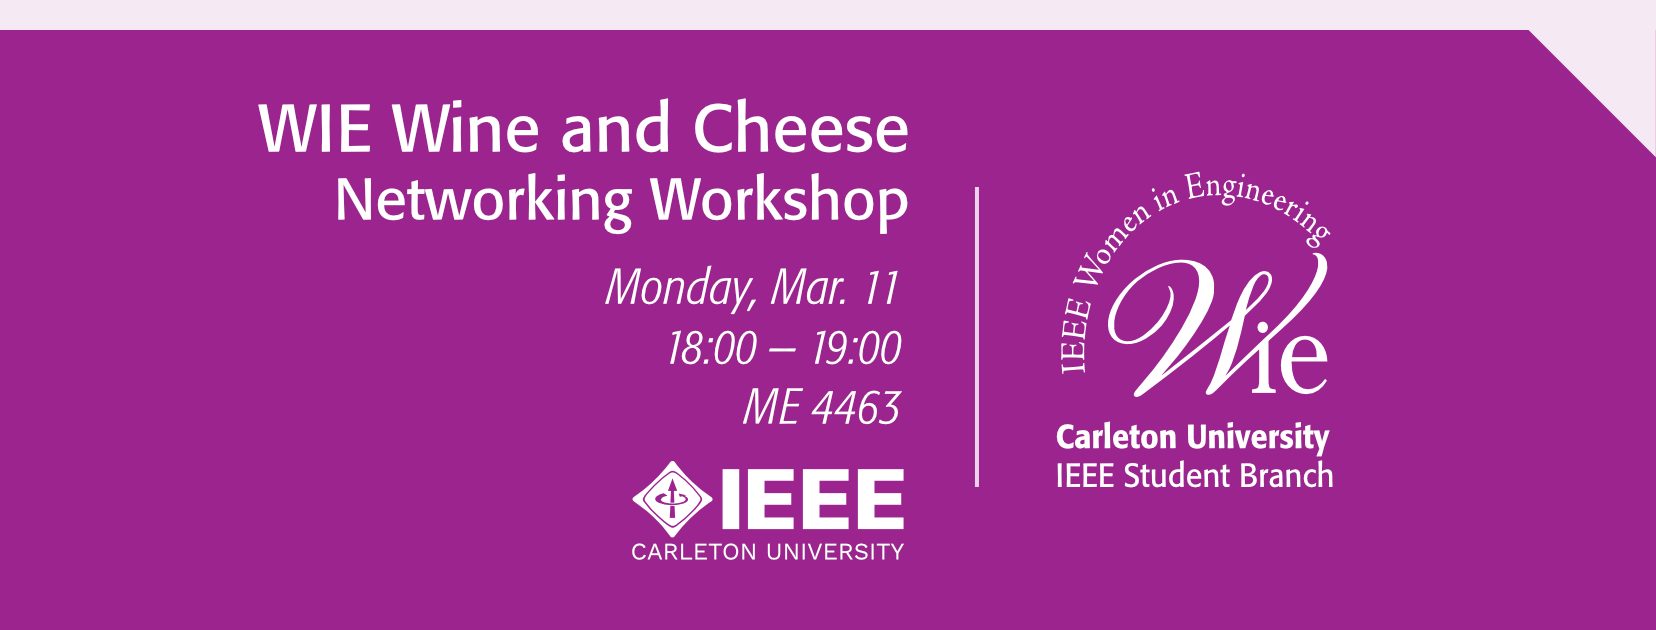 WIE Wine and Cheese
Networking Workshop
Monday, Mar. 11
18:00 – 19:00
ME 4463
IEEE
CARLETON UNIVERSITY
IEEE Women in Engineering
Wie
Carleton University
IEEE Student Branch